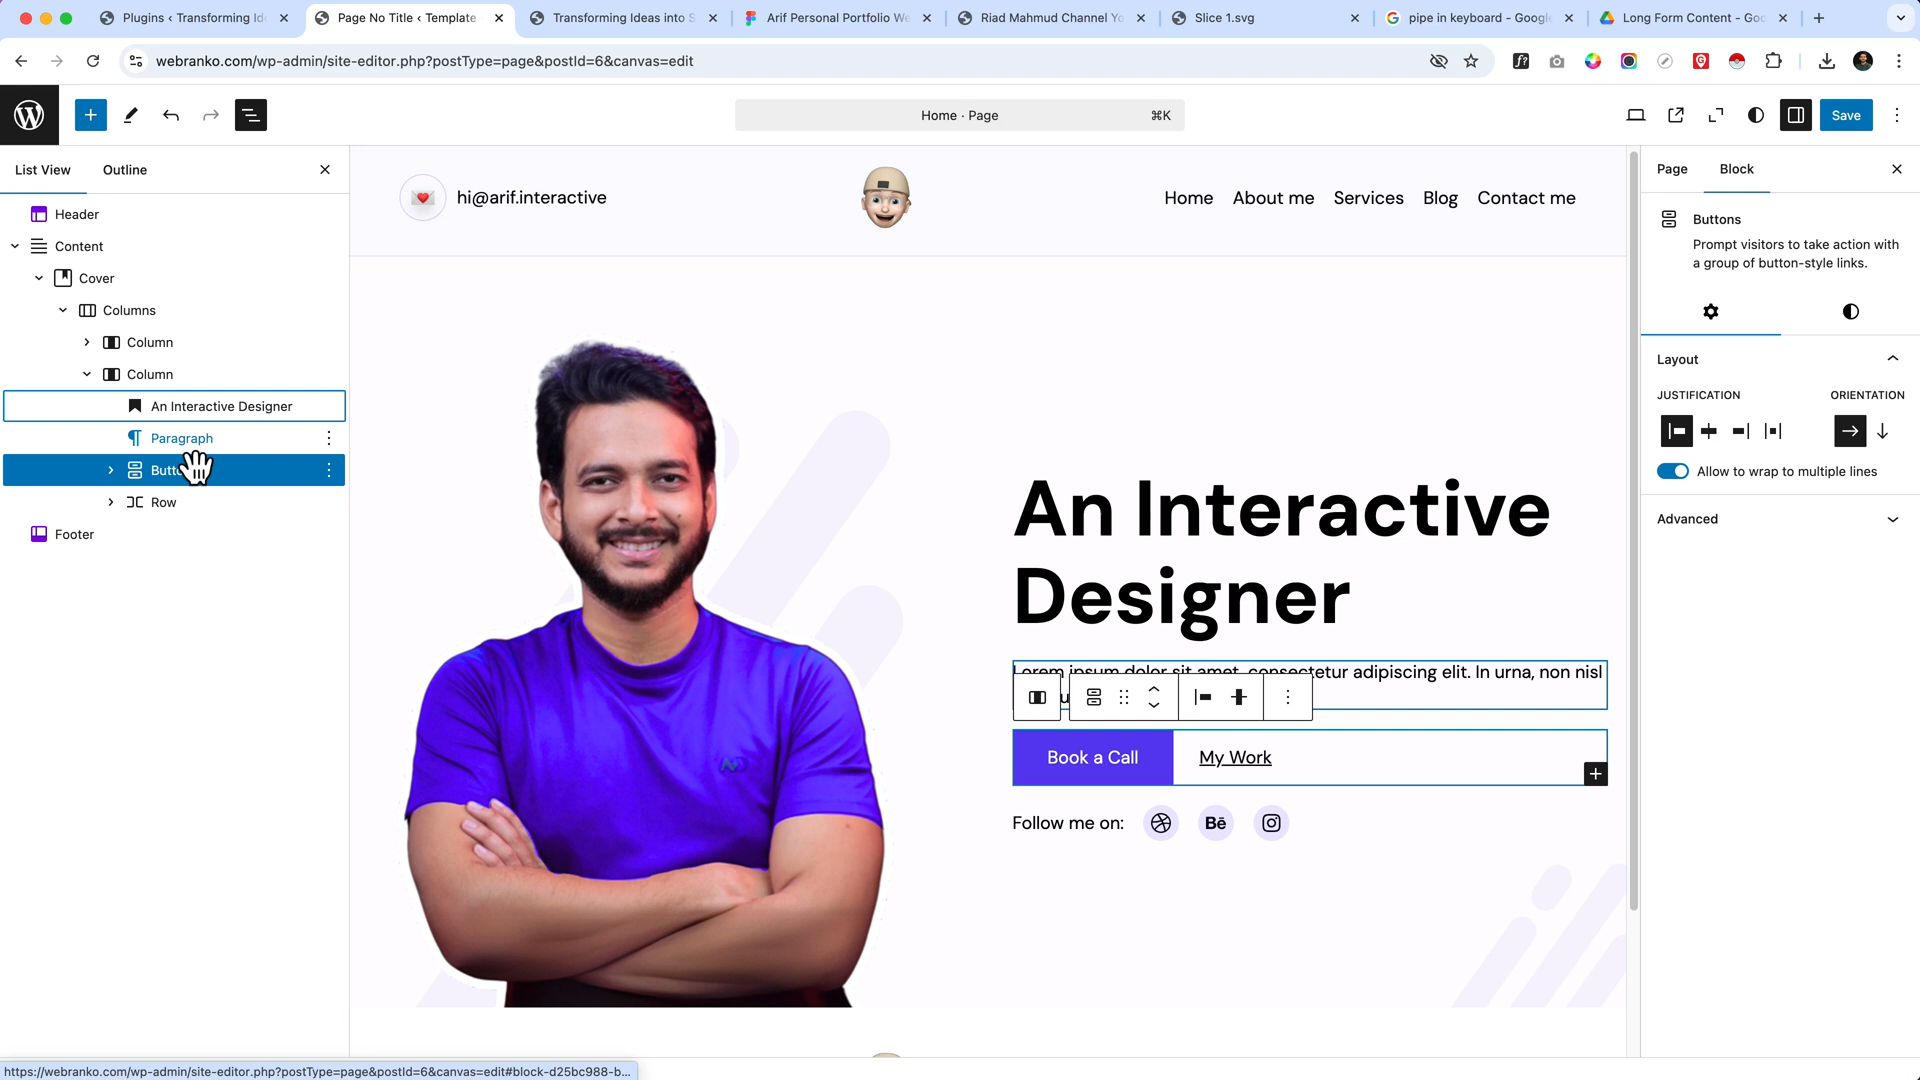 Plugins ‹ Transforming Id
Page No Title ‹ Template
Transforming Ideas into S
Arif Personal Portfolio We
Riad Mahmud Channel Yo
Slice 1.svg
pipe in keyboard - Google
Long Form Content - Goo
webranko.com/wp-admin/site-editor.php?postType=page&postId=6&canvas=edit
Home · Page ⌘K
Save
List View Outline
Page Block
Header
Content
Cover
Columns
Column
Column
An Interactive Designer
Paragraph
Row
Footer
hi@arif.interactive
Home About me Services Blog Contact me
An Interactive
Designer
Lorem ipsum dolor sit amet, consectetur adipiscing elit. In urna, non nisl
Book a Call My Work
Follow me on: Bē
Buttons
Prompt visitors to take action with
a group of button-style links.
Layout
JUSTIFICATION ORIENTATION
Allow to wrap to multiple lines
Advanced
https://webranko.com/wp-admin/site-editor.php?postType=page&postId=6&canvas=edit#block-d25bc988-b...